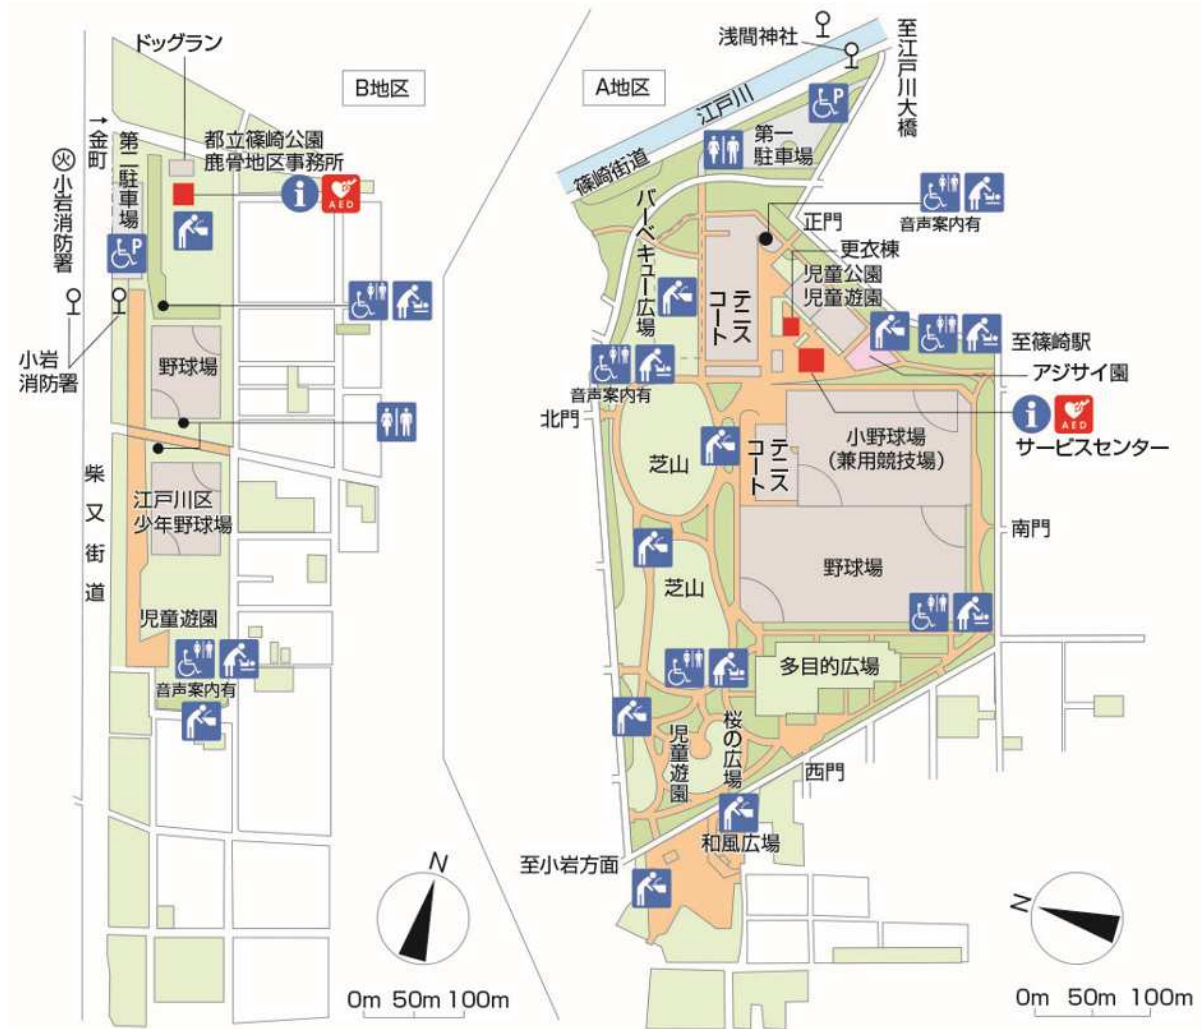 ドッグラン
B地区
→金町
第二駐車場
火
小岩消防署
都立篠崎公園
鹿骨地区事務所
i
AED
P
小岩
消防署
野球場
江戸川区
少年野球場
柴又街道
児童遊園
音声案内有
N
0m 50m 100m
A地区
浅間神社
至江戸川大橋
江戸川
篠崎街道
P
第一
駐車場
バーベキュー広場
正門
音声案内有
更衣棟
児童公園
児童遊園
テニス
コート
至篠崎駅
アジサイ園
音声案内有
北門
i
AED
サービスセンター
小野球場
（兼用競技場）
テニス
コート
芝山
南門
野球場
芝山
多目的広場
桜の広場
児童遊園
西門
和風広場
至小岩方面
N
0m 50m 100m